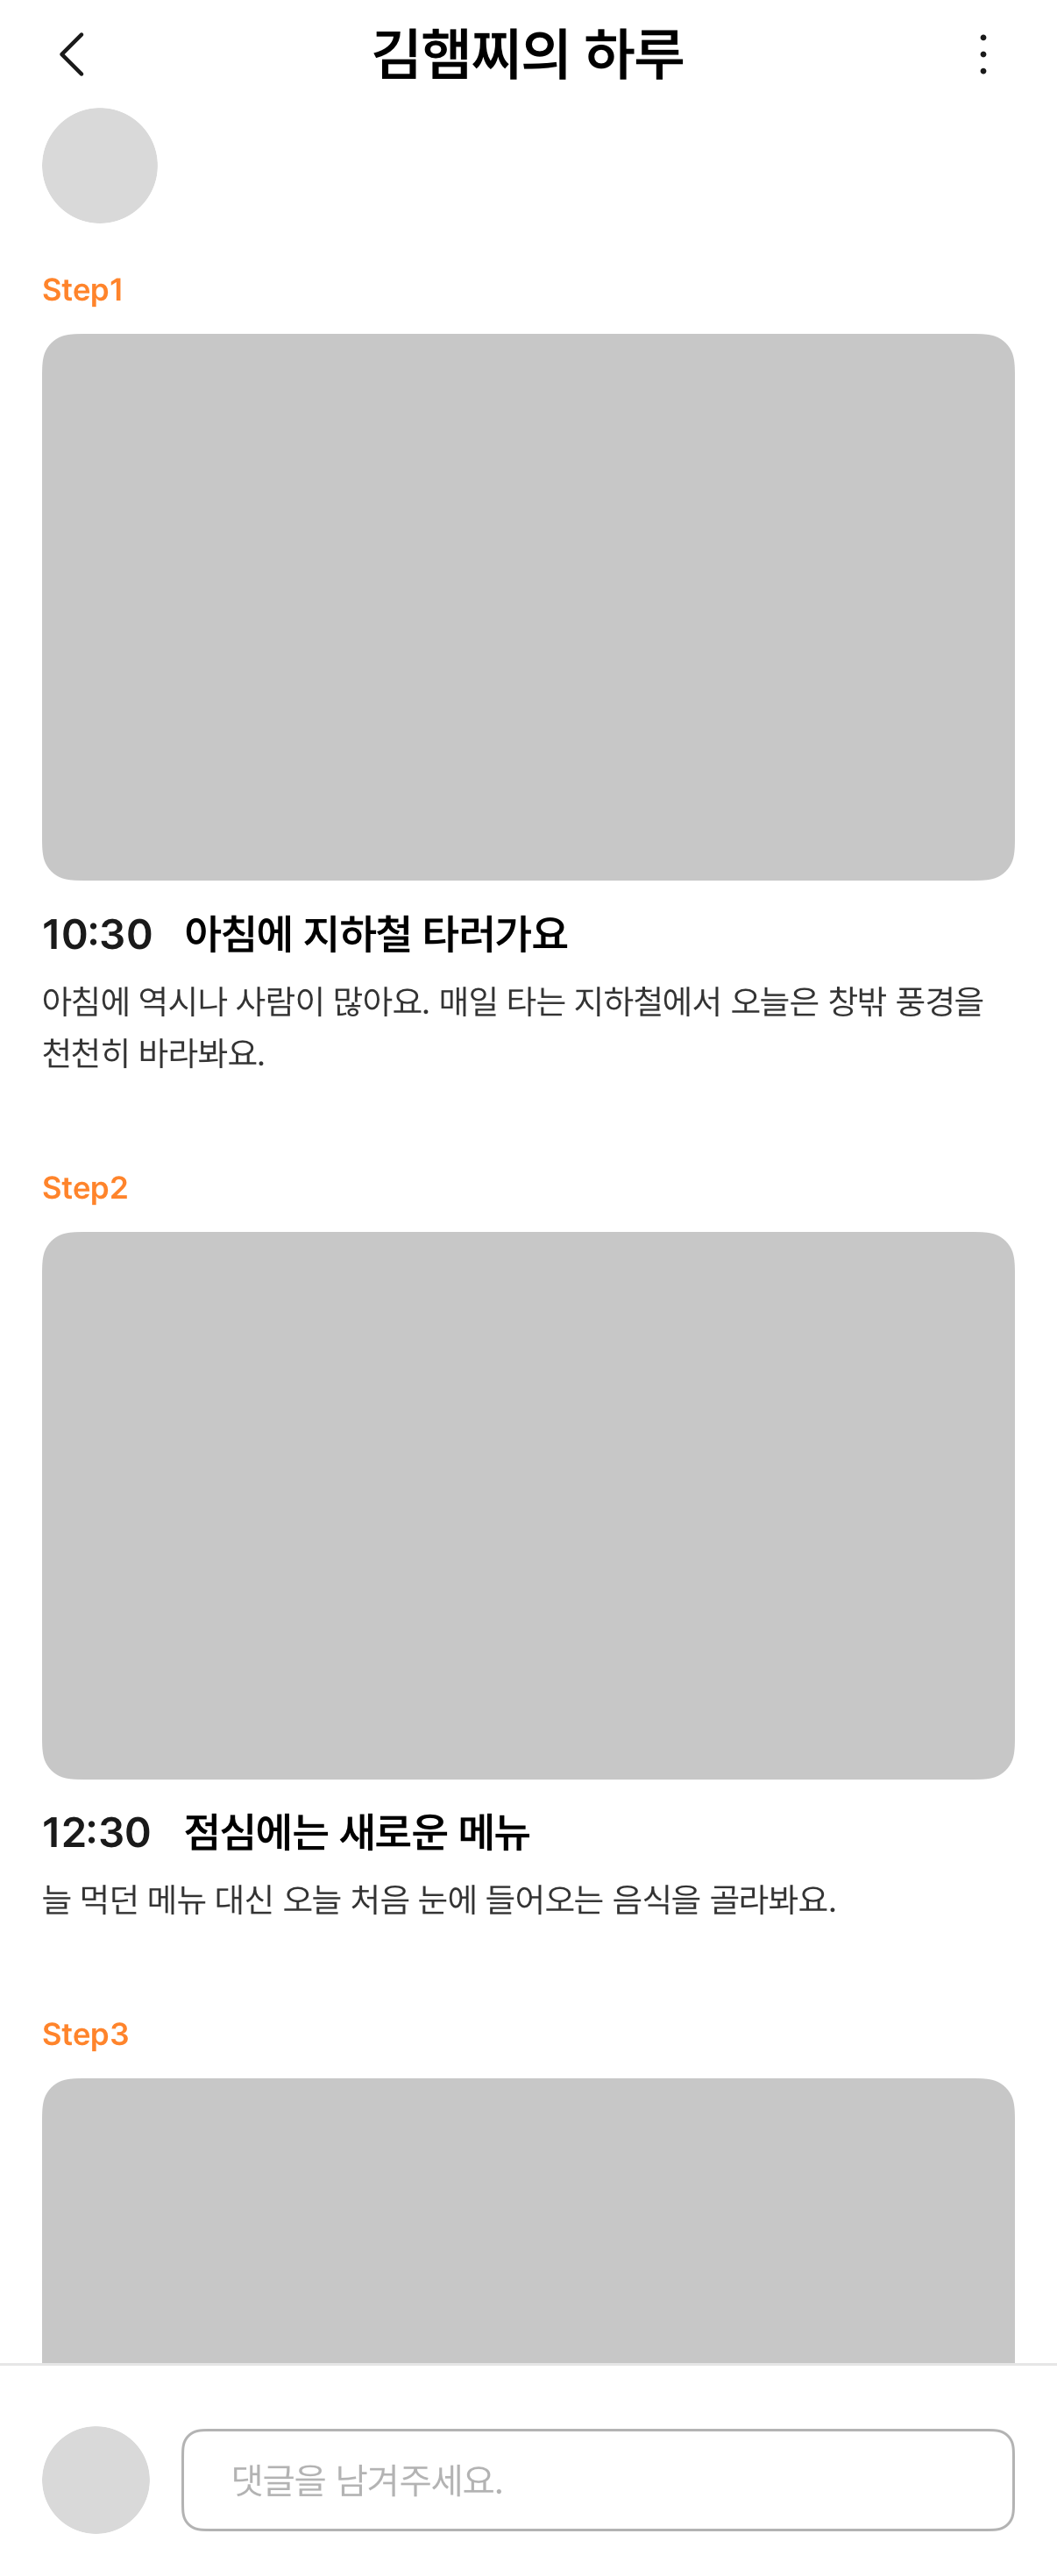 김햄찌의 하루
Step1
10:30 아침에 지하철 타러가요
아침에 역시나 사람이 많아요. 매일 타는 지하철에서 오늘은 창밖 풍경을
천천히 바라봐요.
Step2
12:30 점심에는 새로운 메뉴
늘 먹던 메뉴 대신 오늘 처음 눈에 들어오는 음식을 골라봐요.
Step3
댓글을 남겨주세요.